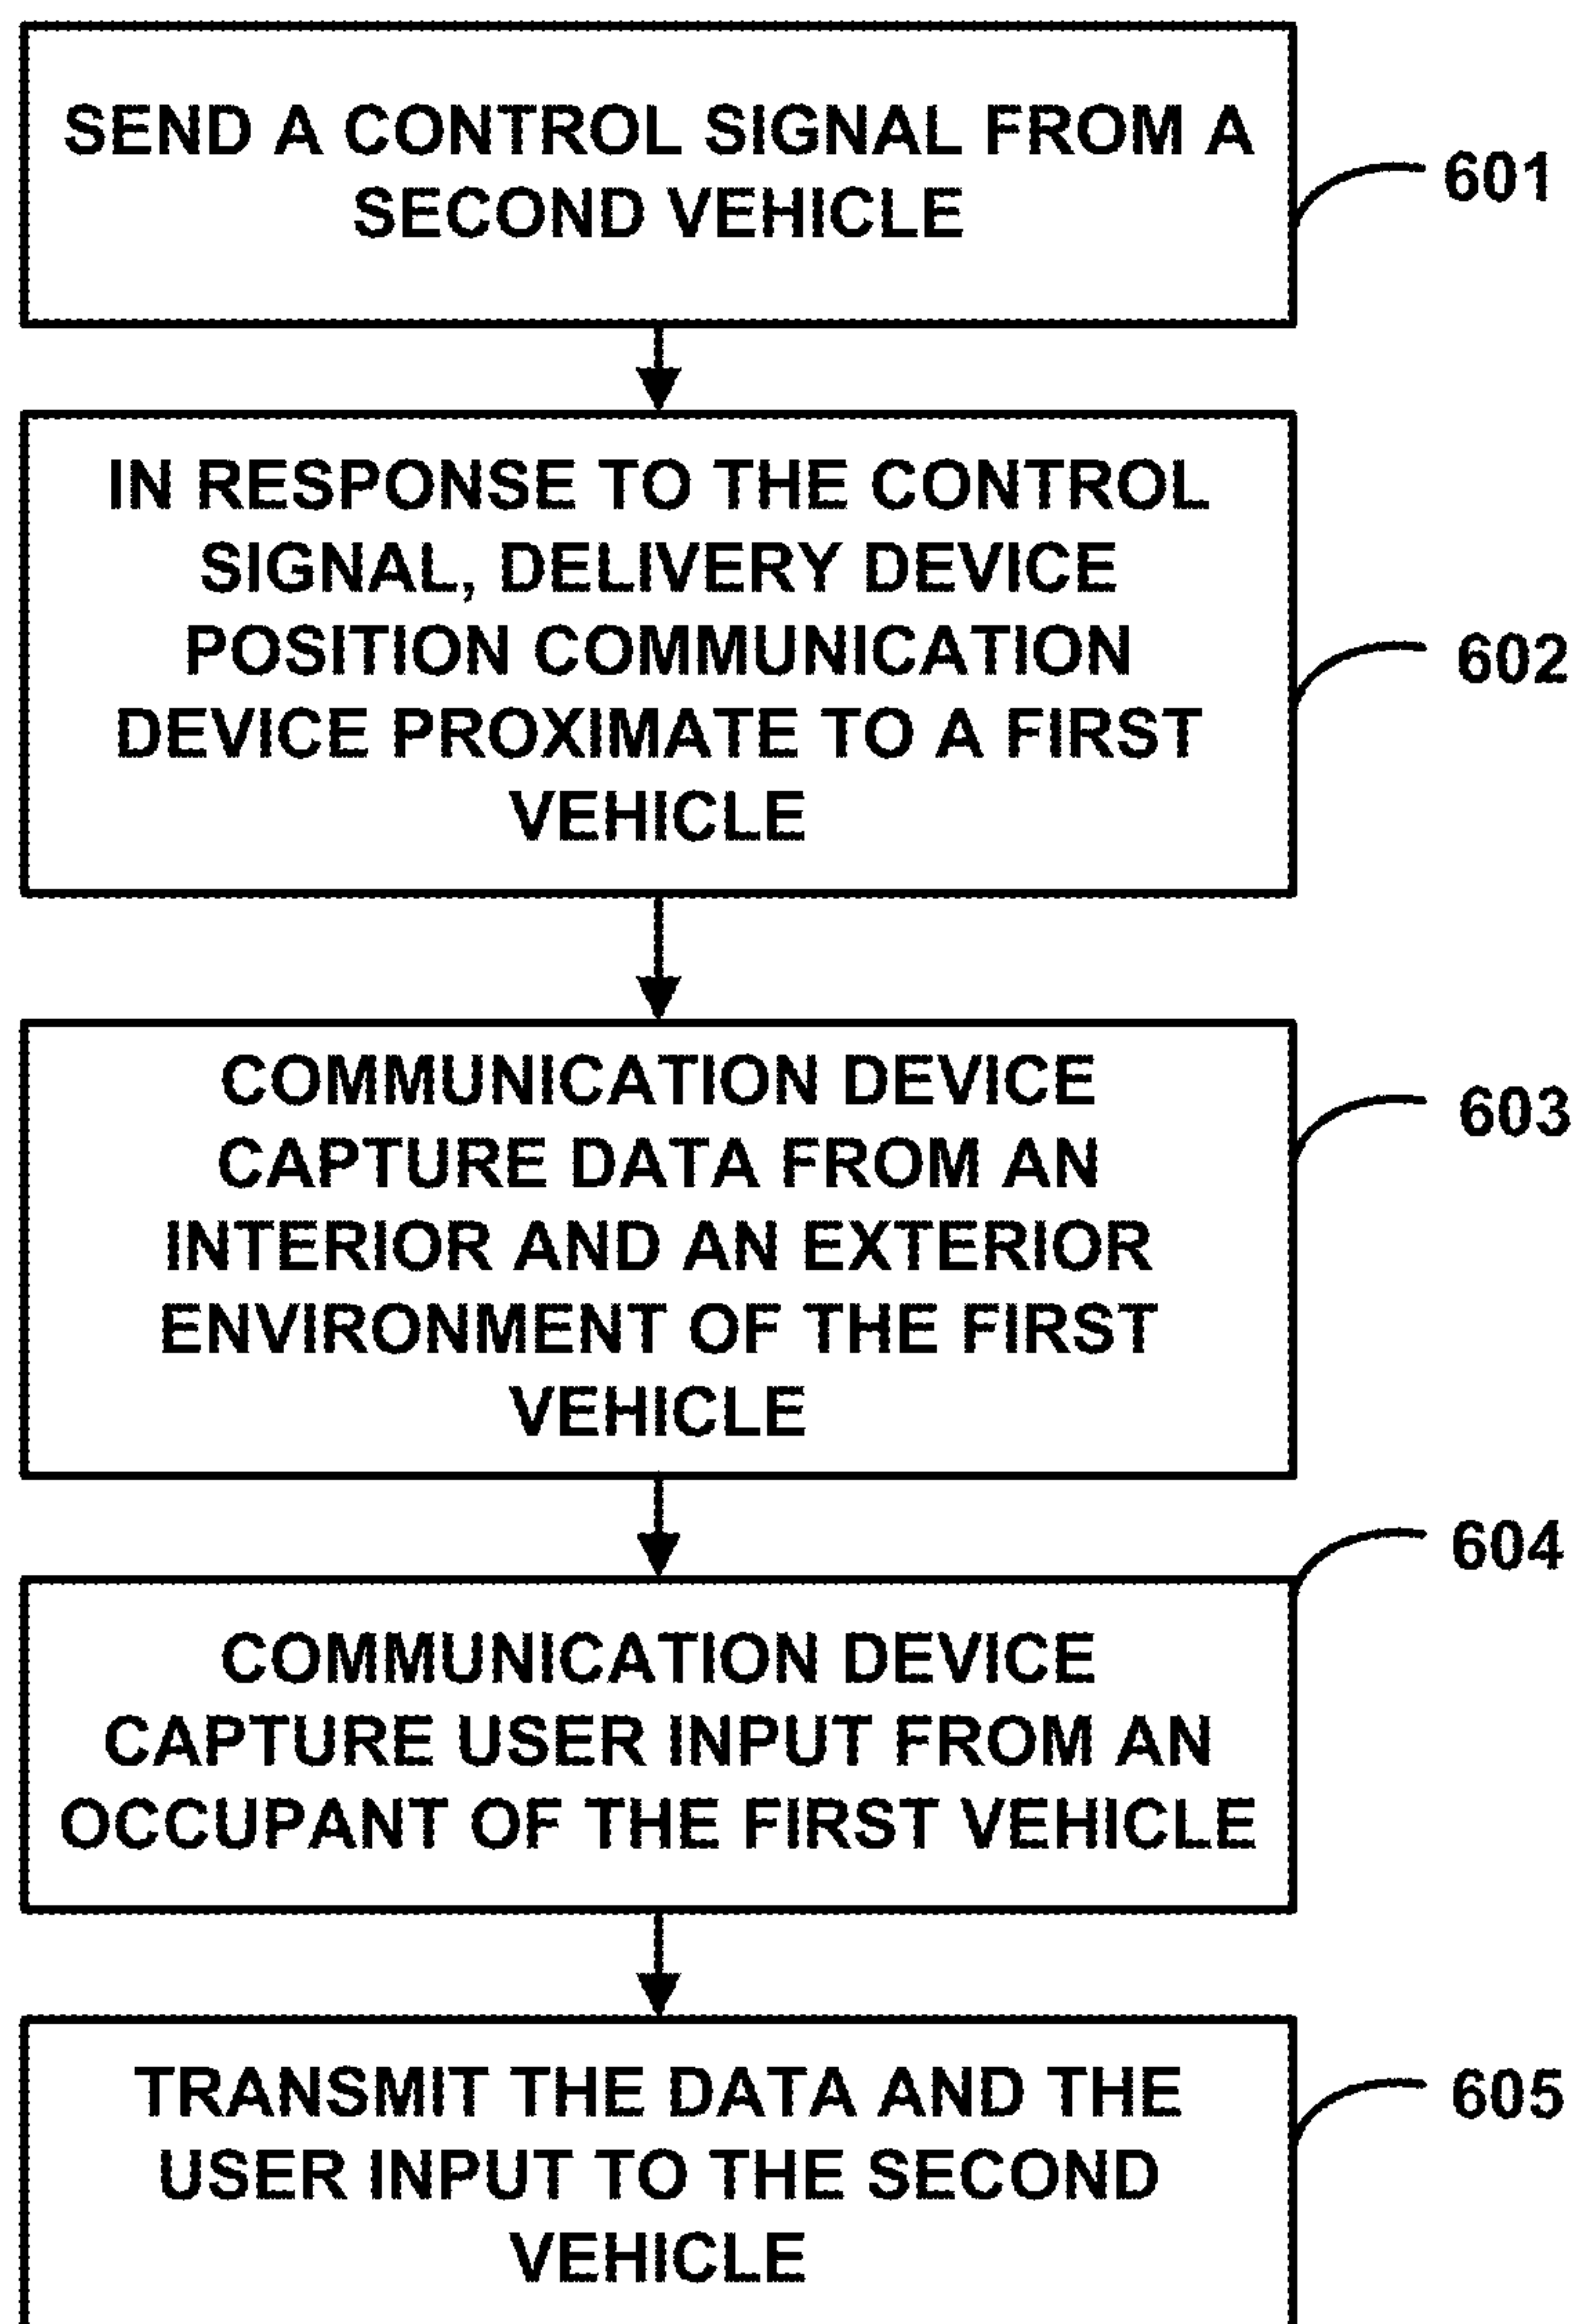 SEND A CONTROL SIGNAL FROM A
SECOND VEHICLE
601
IN RESPONSE TO THE CONTROL
SIGNAL, DELIVERY DEVICE
POSITION COMMUNICATION
DEVICE PROXIMATE TO A FIRST
VEHICLE
602
COMMUNICATION DEVICE
CAPTURE DATA FROM AN
INTERIOR AND AN EXTERIOR
ENVIRONMENT OF THE FIRST
VEHICLE
603
COMMUNICATION DEVICE
CAPTURE USER INPUT FROM AN
OCCUPANT OF THE FIRST VEHICLE
604
TRANSMIT THE DATA AND THE
USER INPUT TO THE SECOND
VEHICLE
605